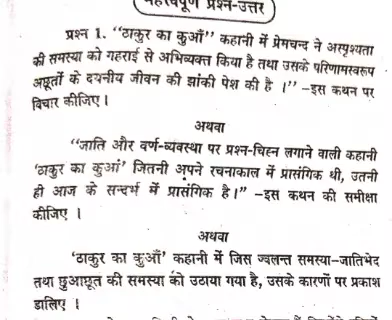 महत्वपूर्ण प्रश्न-उत्तर
प्रश्न 1. “ठाकुर का कुआँ” कहानी में प्रेमचन्द ने अस्पृश्यता
की समस्या को गहराई से अभिव्यक्त किया है तथा उसके परिणामस्वरूप
अछूतों के दयनीय जीवन की झांकी पेश की है ।” –इस कथन पर
विचार कीजिए ।
अथवा
“जाति और वर्ण-व्यवस्था पर प्रश्न-चिह्न लगाने वाली कहानी
‘ठाकुर का कुआं’ जितनी अपने रचनाकाल में प्रासंगिक थी, उतनी
ही आज के सन्दर्भ में प्रासंगिक है।” –इस कथन की समीक्षा
कीजिए ।
अथवा
‘ठाकुर का कुआँ’ कहानी में जिस ज्वलन्त समस्या–जातिभेद
तथा छुआछूत की समस्या को उठाया गया है, उसके कारणों पर प्रकाश
डालिए ।